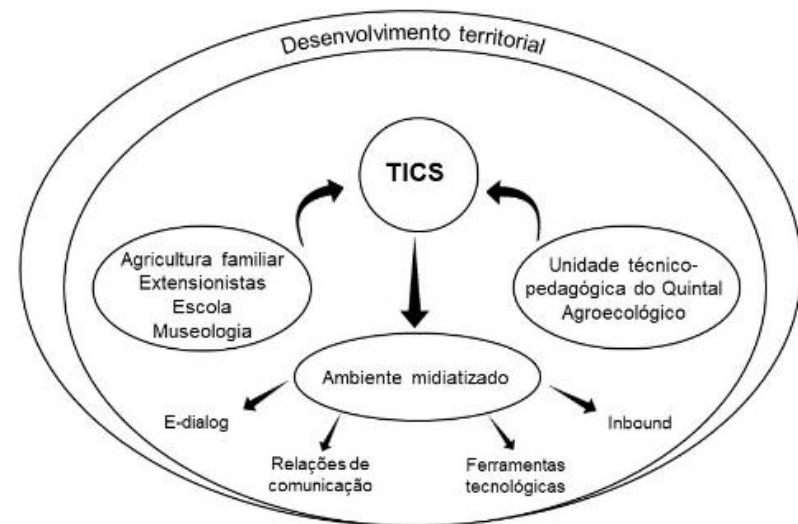 Desenvolvimento territorial
TICS
Agricultura familiar
Extensionistas
Escola
Museologia
Unidade técnico-
pedagógica do Quintal
Agroecológico
Ambiente midiatizado
E-dialog
Inbound
Relações de
comunicação
Ferramentas
tecnológicas